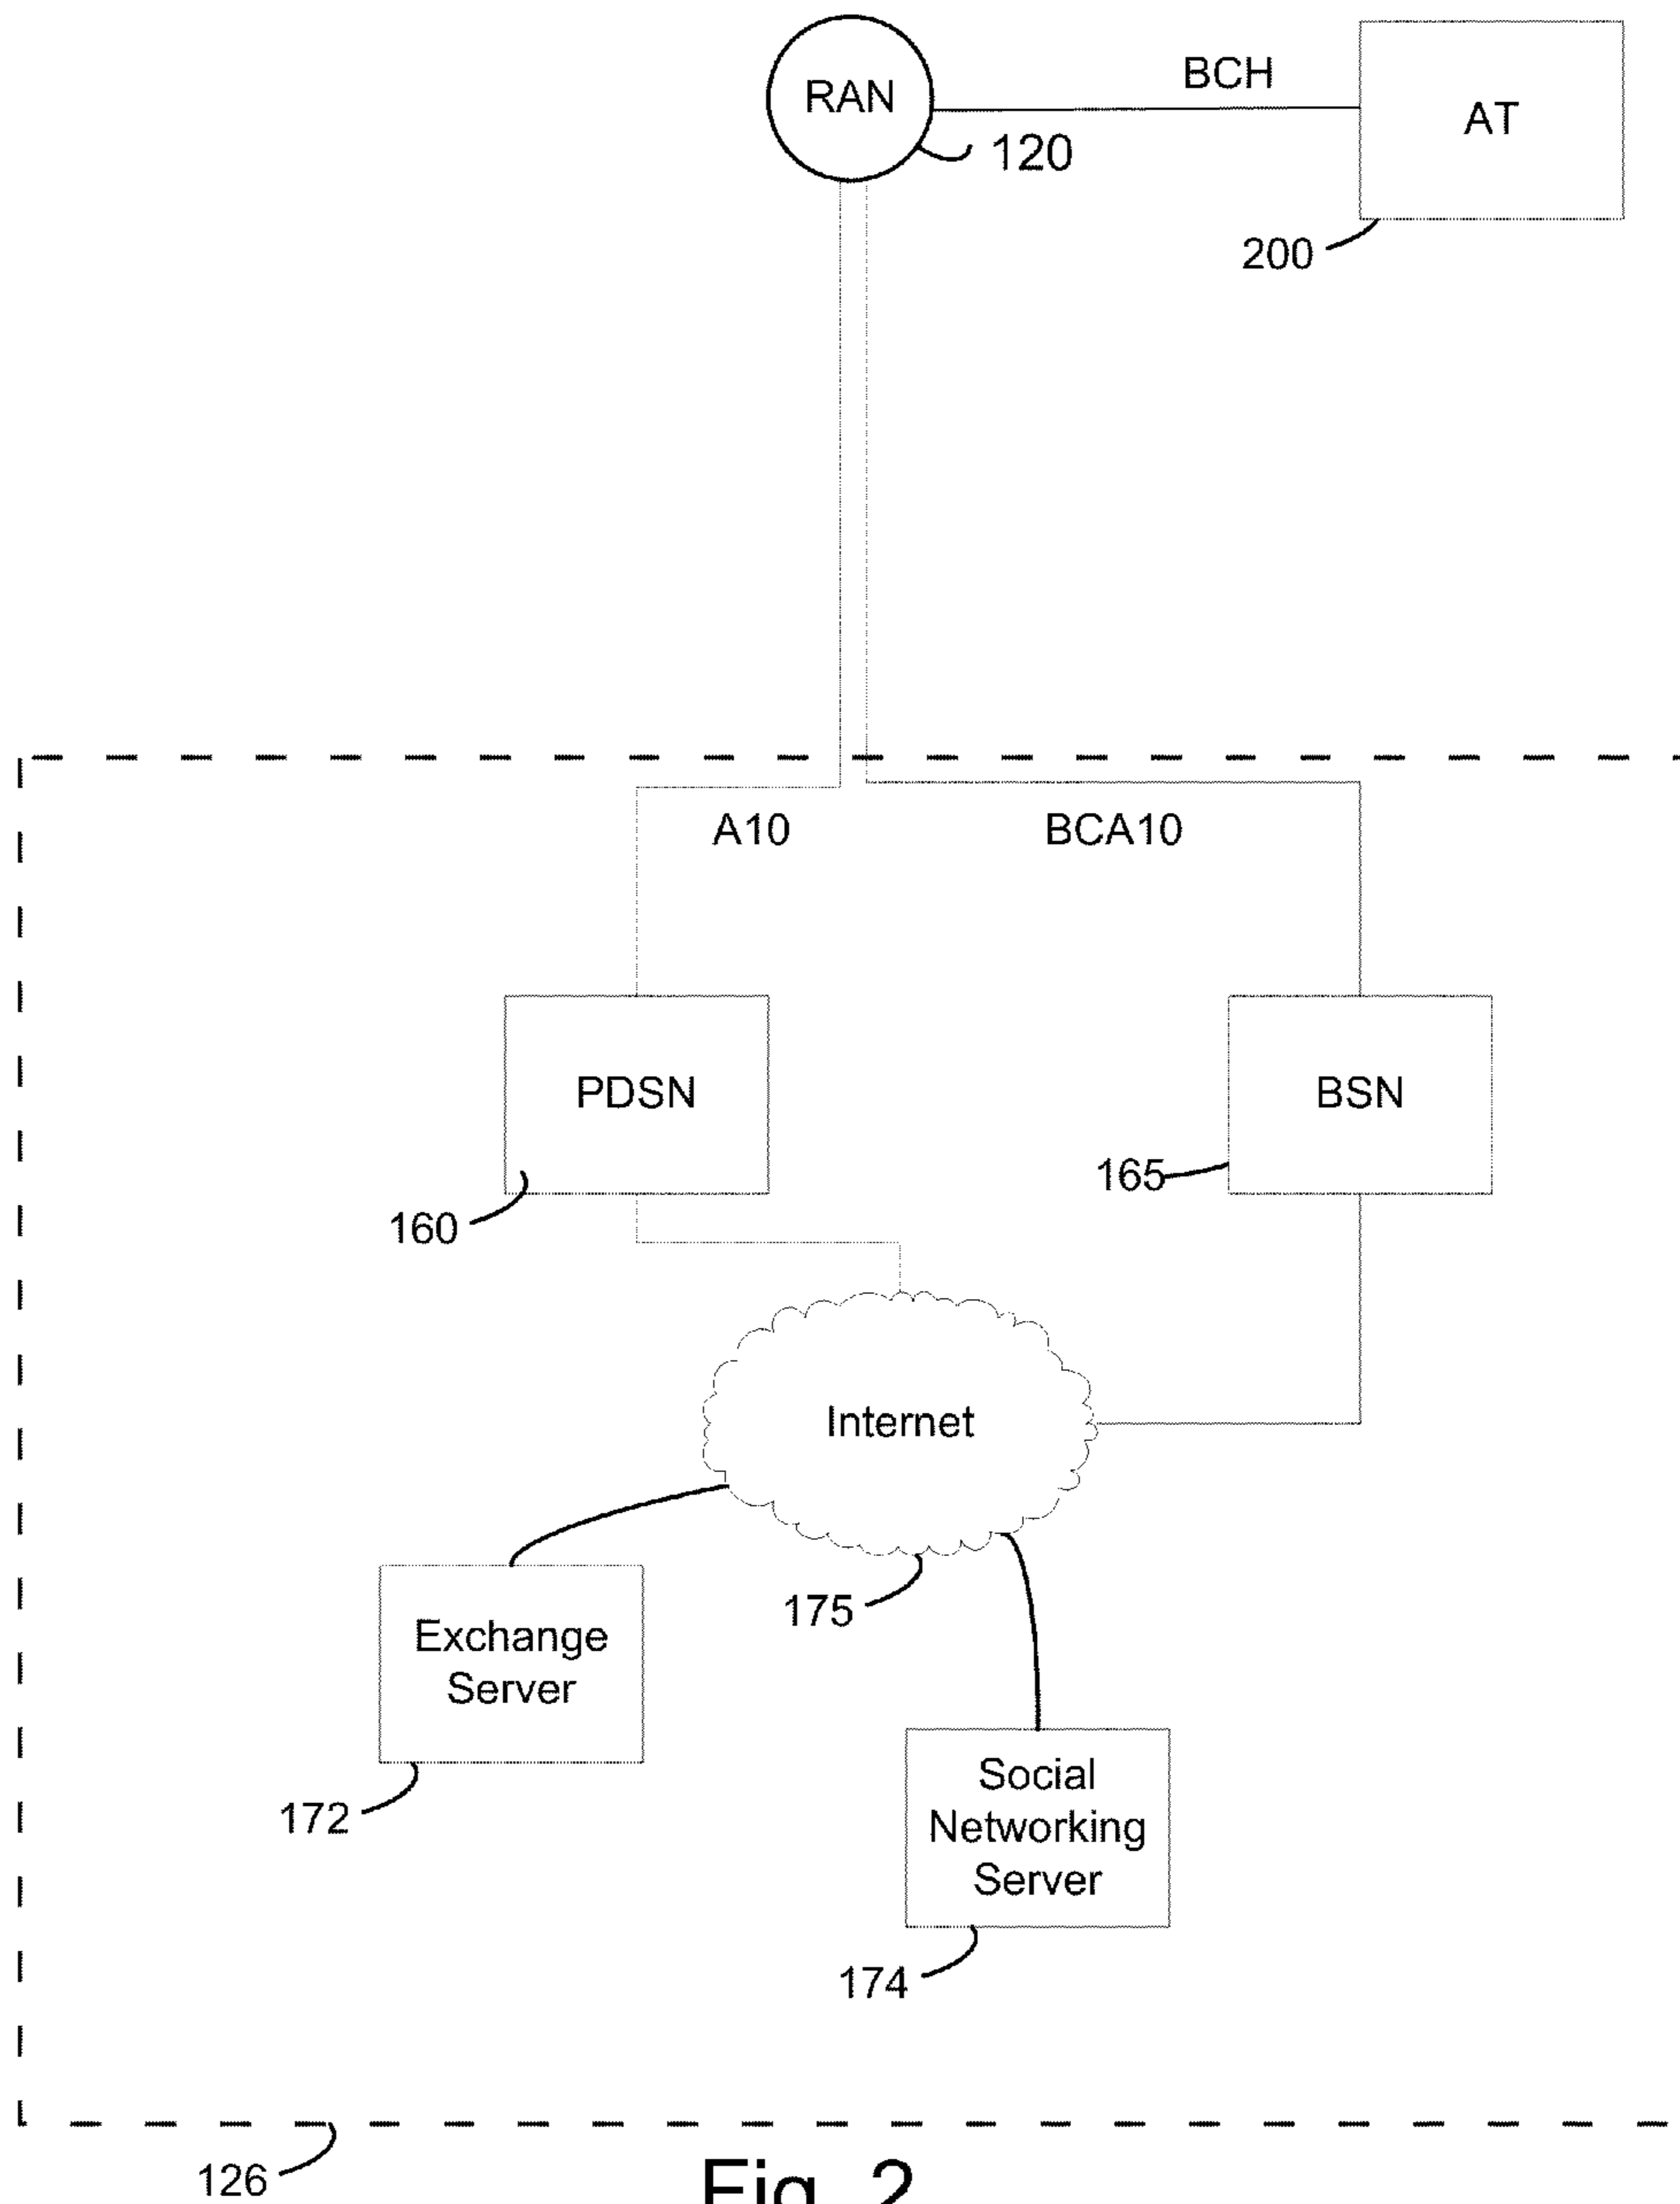 RAN
BCH
AT
120
200
A10
BCA10
PDSN
BSN
165
160
Internet
175
Exchange
Server
172
Social
Networking
Server
174
126
Fig. 2